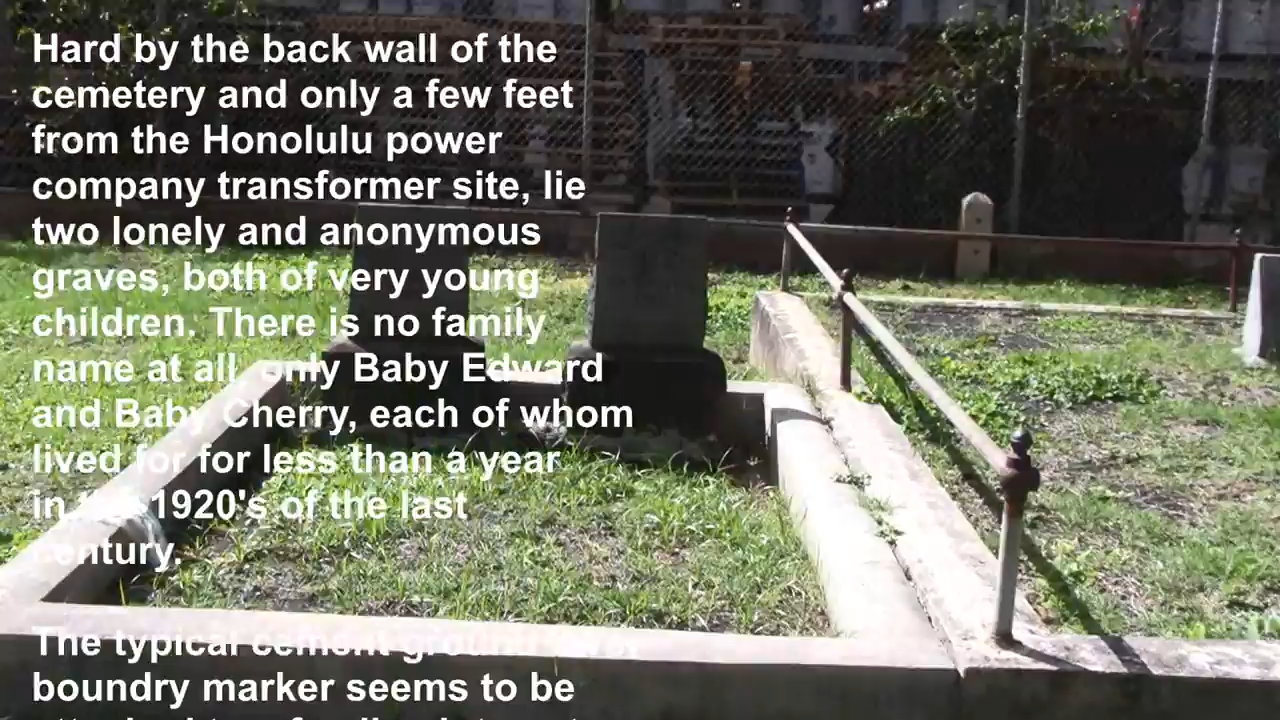 Hard by the back wall of the
cemetery and only a few feet
from the Honolulu power
company transformer site, lie
two lonely and anonymous
graves, both of very young
children. There is no family
name at all, only Baby Edward
and Baby Cherry, each of whom
lived for for less than a year
in the 1920's of the last
century.
The typical cement
boundry marker seems to be